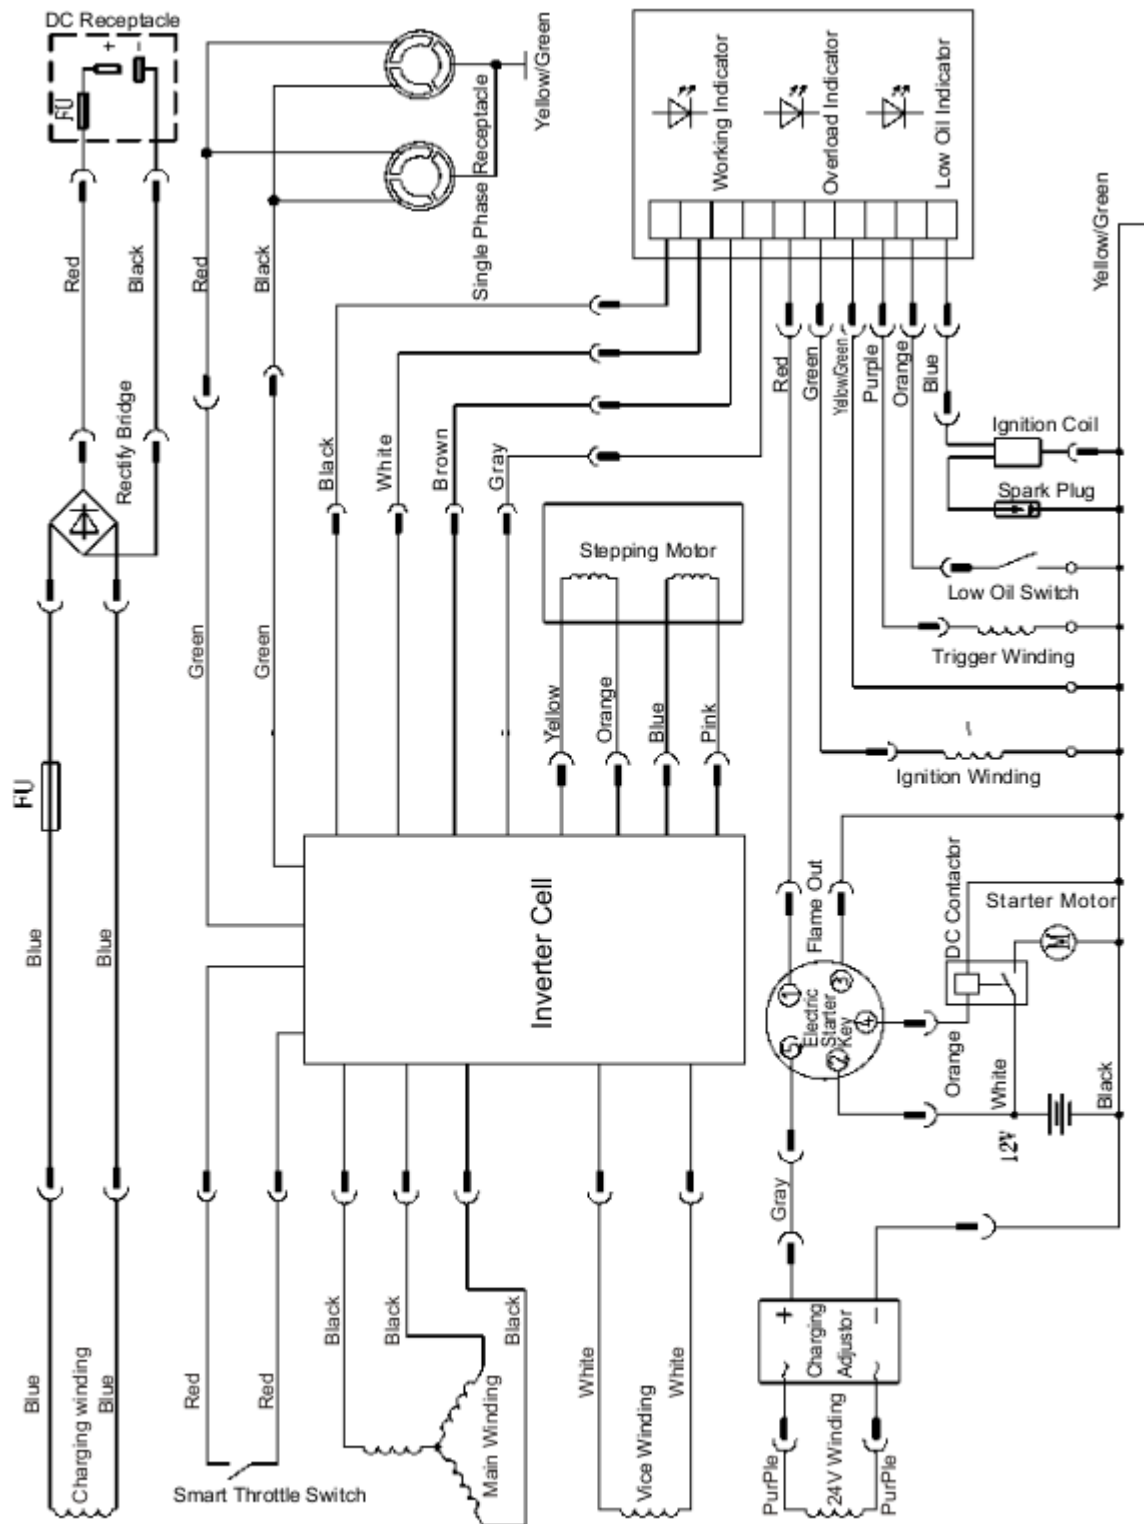 DC Receptacle
+
−
FU
Red
Black
Red
Black
Single Phase Receptacle
Yellow/Green
Working Indicator
Overload Indicator
Low Oil Indicator
Yellow/Green
Rectify Bridge
Black
White
Brown
Gray
Red
Green
Yellow/Green
Purple
Orange
Blue
Ignition Coil
Spark Plug
Low Oil Switch
Trigger Winding
Ignition Winding
Stepping Motor
Yellow
Orange
Blue
Pink
Green
Green
FU
Blue
Blue
Inverter Cell
Flame Out
DC Contactor
Starter Motor
M
1
3
5
Electric
Starter
Key
4
2
Orange
White
12V
Black
Gray
+
−
Charging
Adjustor
~
~
PurPle
24V Winding
PurPle
Blue
Charging winding
Blue
Red
Red
Smart Throttle Switch
Black
Black
Black
Main Winding
White
Vice Winding
White